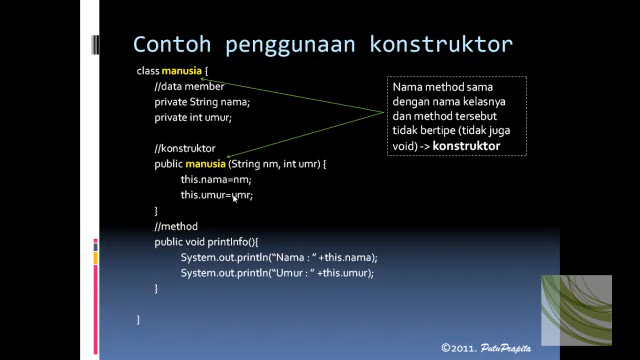 Contoh penggunaan konstruktor
class manusia {
//data member
private String nama;
private int umur;
//konstruktor
public manusia (String nm, int umr) {
this.nama=nm;
this.umur=umr;
}
//method
public void printInfo(){
System.out.println(“Nama : ” +this.nama);
System.out.println(“Umur : ” +this.umur);
}
}
Nama method sama
dengan nama kelasnya
dan method tersebut
tidak bertipe (tidak juga
void) -> konstruktor
©2011. PutuPrapita